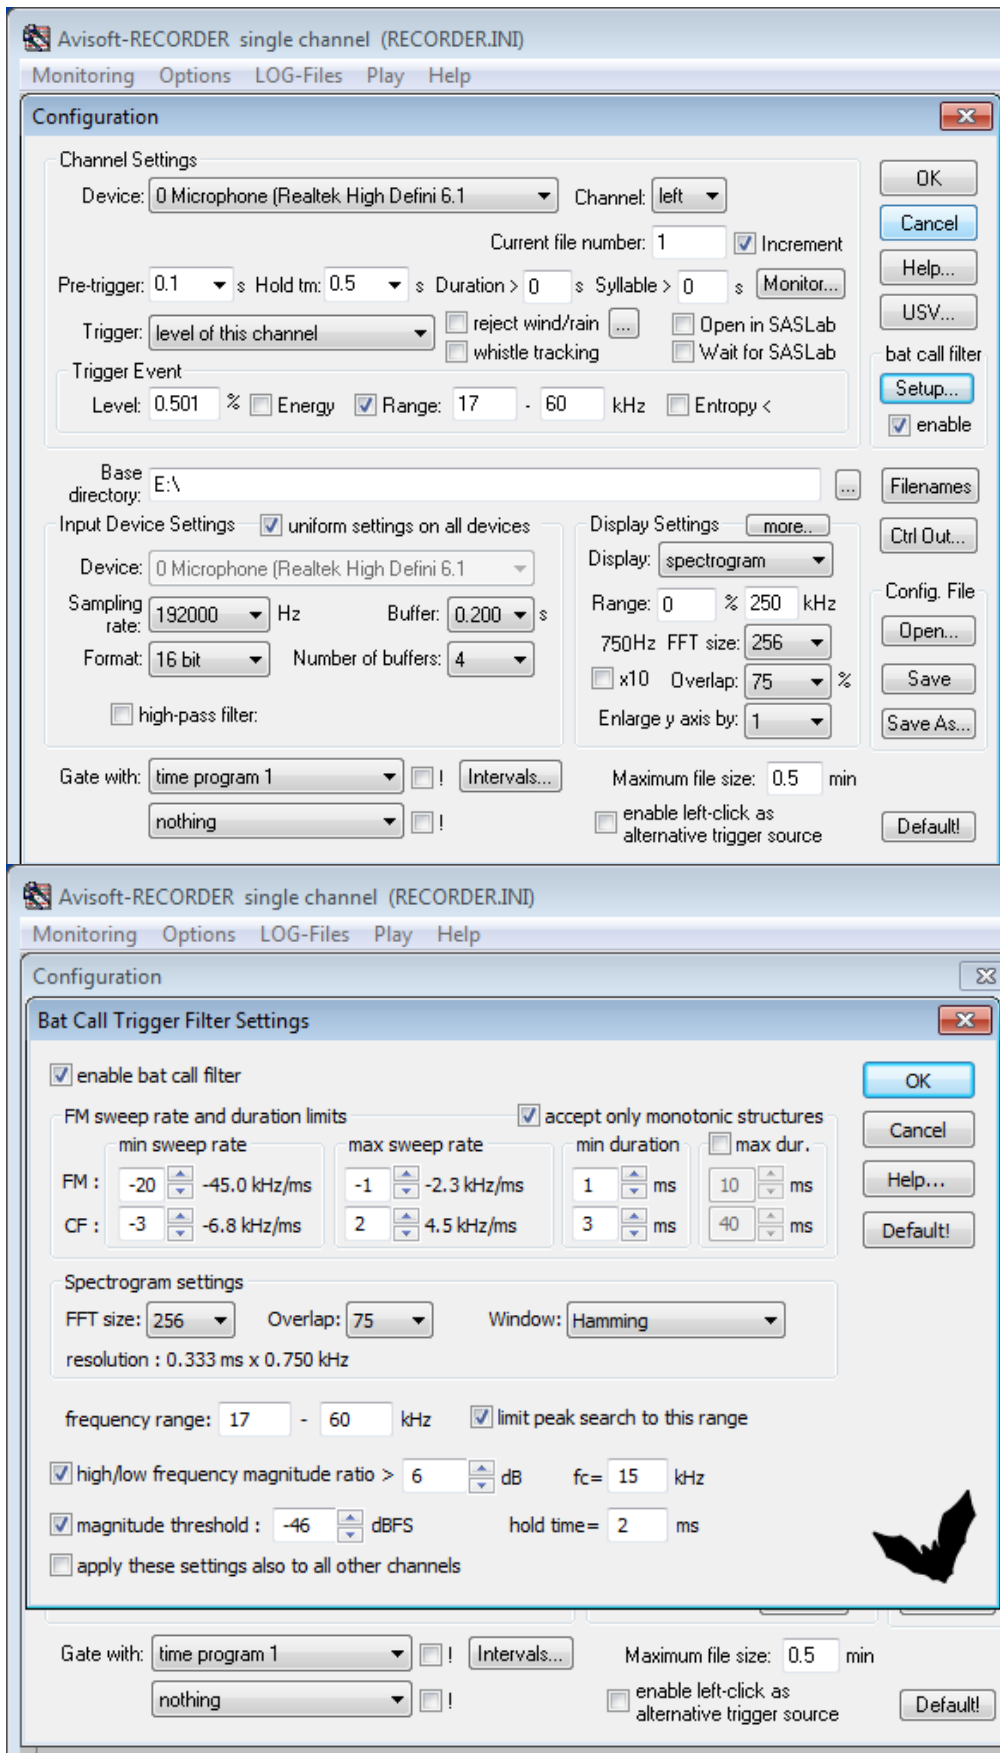 Avisoft-RECORDER single channel (RECORDER.INI)
Monitoring Options LOG-Files Play Help
Configuration
Channel Settings
Device: 0 Microphone (Realtek High Defini 6.1 Channel: left OK
Cancel
Current file number: 1 Increment
Help...
Pre-trigger: 0.1 s Hold tm: 0.5 s Duration > 0 s Syllable > 0 s Monitor...
USV...
Trigger: level of this channel reject wind/rain ... Open in SASLab
whistle tracking Wait for SASLab bat call filter
Trigger Event
Level: 0.501 % Energy Range: 17 - 60 kHz Entropy < Setup...
enable
Base directory: E:\ ... Filenames
Input Device Settings uniform settings on all devices Display Settings more.. Ctrl Out...
Device: 0 Microphone (Realtek High Defini 6.1 Display: spectrogram
Sampling rate: 192000 Hz Buffer: 0.200 s Range: 0 % 250 kHz Config. File
Format: 16 bit Number of buffers: 4 750Hz FFT size: 256 Open...
x10 Overlap: 75 % Save
high-pass filter: Enlarge y axis by: 1 Save As...
Gate with: time program 1 ! Intervals... Maximum file size: 0.5 min
nothing ! enable left-click as alternative trigger source Default!
Avisoft-RECORDER single channel (RECORDER.INI)
Monitoring Options LOG-Files Play Help
Configuration
Bat Call Trigger Filter Settings
enable bat call filter OK
FM sweep rate and duration limits accept only monotonic structures Cancel
min sweep rate max sweep rate min duration max dur.
FM : -20 -45.0 kHz/ms -1 -2.3 kHz/ms 1 ms 10 ms Help...
CF : -3 -6.8 kHz/ms 2 4.5 kHz/ms 3 ms 40 ms Default!
Spectrogram settings
FFT size: 256 Overlap: 75 Window: Hamming
resolution : 0.333 ms x 0.750 kHz
frequency range: 17 - 60 kHz limit peak search to this range
high/low frequency magnitude ratio > 6 dB fc= 15 kHz
magnitude threshold : -46 dBFS hold time= 2 ms
apply these settings also to all other channels
Gate with: time program 1 ! Intervals... Maximum file size: 0.5 min
nothing ! enable left-click as alternative trigger source Default!